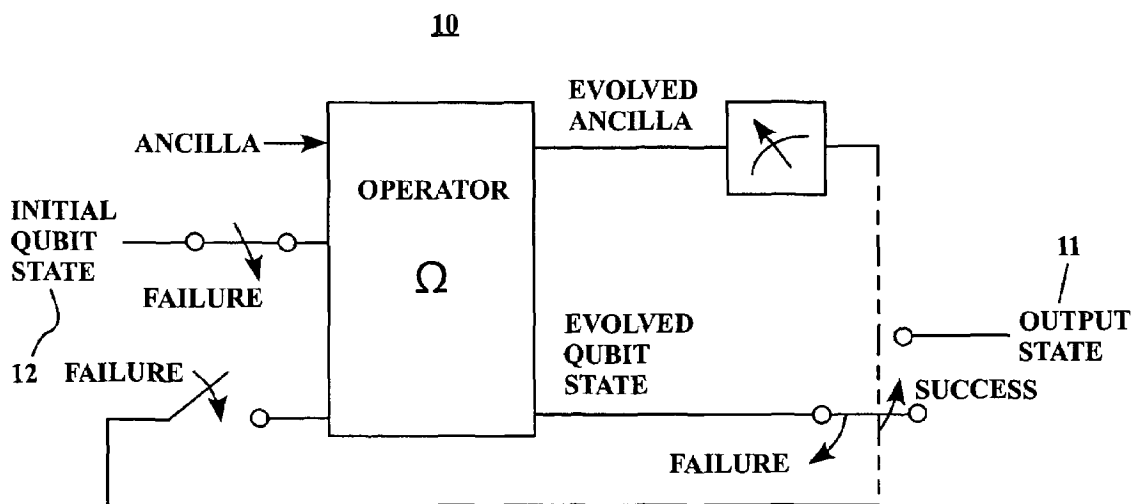 10
ANCILLA
OPERATOR
Ω
EVOLVED
ANCILLA
INITIAL
QUBIT
STATE
FAILURE
12
FAILURE
EVOLVED
QUBIT
STATE
FAILURE
SUCCESS
11
OUTPUT
STATE